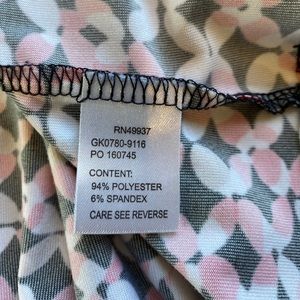 RN49937
GK0780-9116
PO 160745
CONTENT:
94% POLYESTER
6% SPANDEX
CARE SEE REVERSE